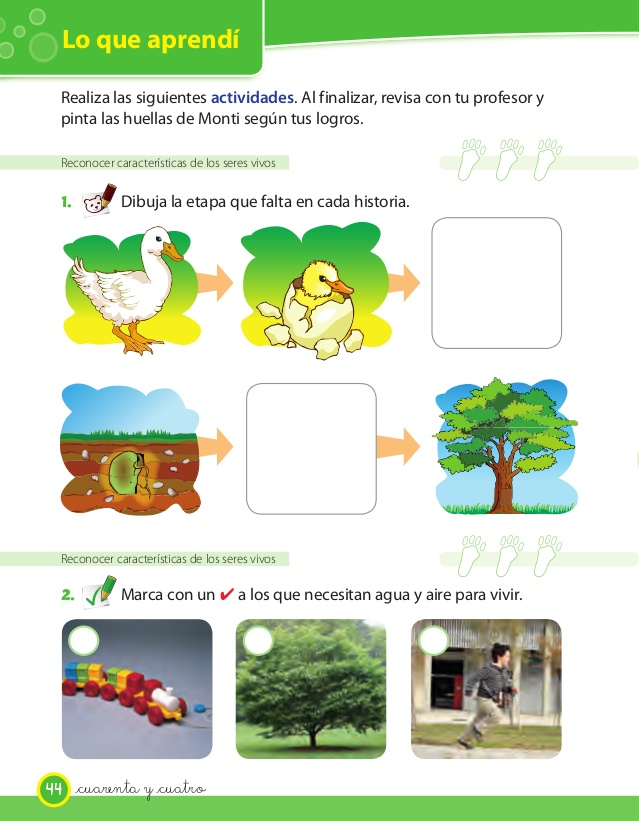 Lo que aprendí
Realiza las siguientes actividades. Al finalizar, revisa con tu profesor y
pinta las huellas de Monti según tus logros.
Reconocer características de los seres vivos
1. Dibuja la etapa que falta en cada historia.
Reconocer características de los seres vivos
2. Marca con un ✔ a los que necesitan agua y aire para vivir.
44 cuarenta y cuatro